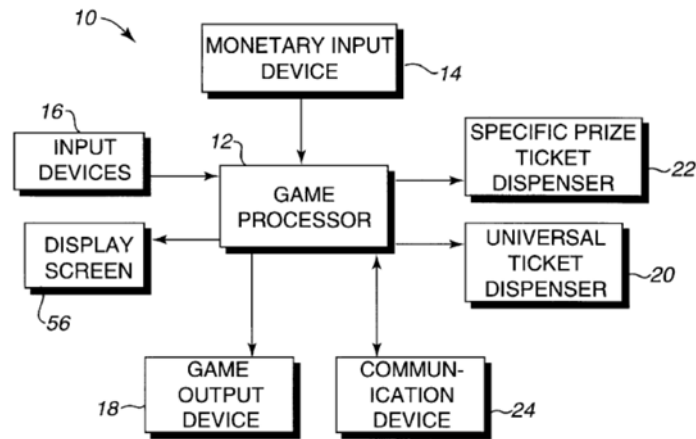 10
MONETARY INPUT
DEVICE
14
16
INPUT
DEVICES
12
GAME
PROCESSOR
SPECIFIC PRIZE
TICKET
DISPENSER
22
DISPLAY
SCREEN
56
UNIVERSAL
TICKET
DISPENSER
20
GAME
OUTPUT
DEVICE
18
COMMUN-
ICATION
DEVICE
24